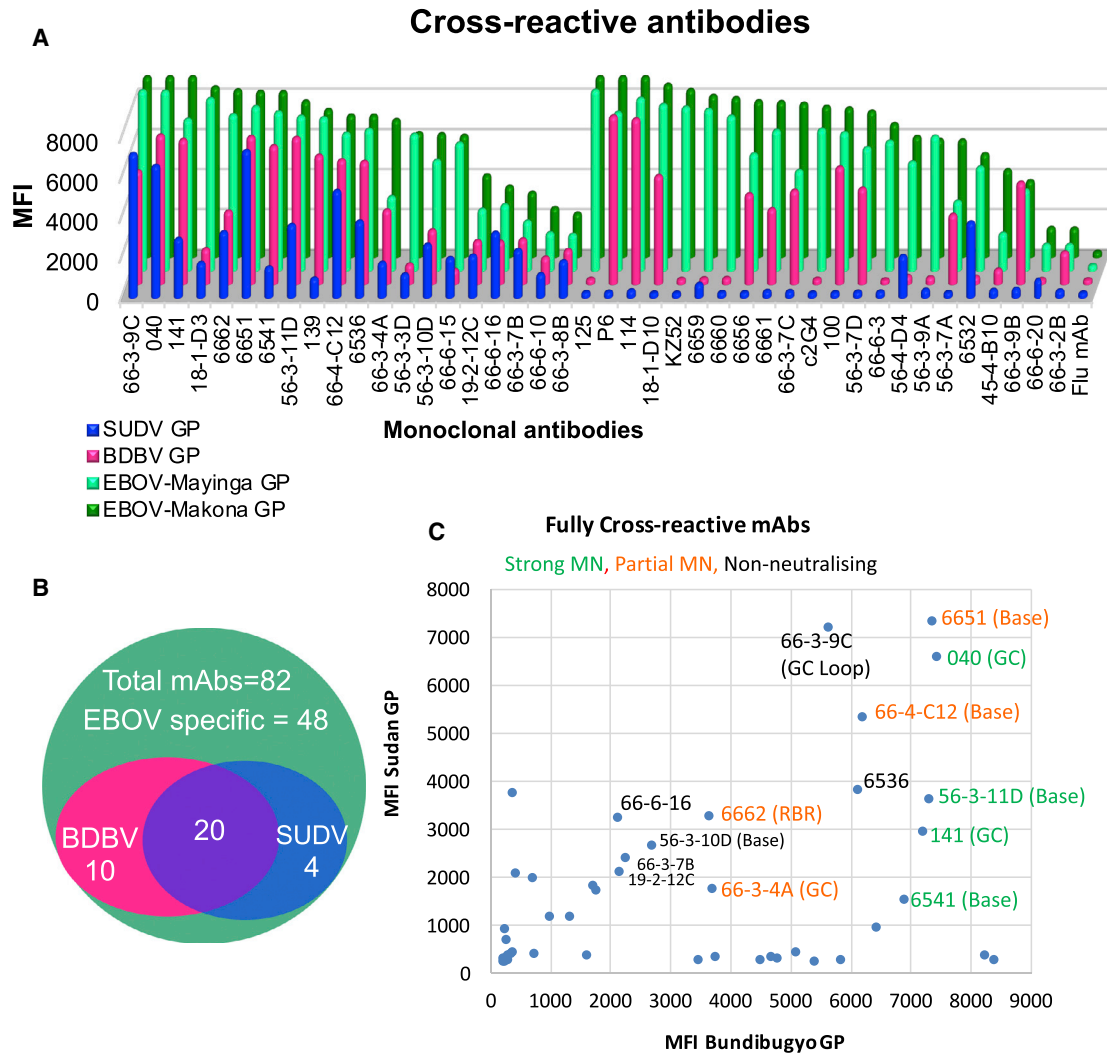 Cross-reactive antibodies
A
MFI
8000
6000
4000
2000
0
66-3-9C
040
141
18-1-D3
6662
6651
6541
56-3-11D
139
66-4-C12
6536
66-3-4A
56-3-3D
56-3-10D
66-6-15
19-2-12C
66-6-16
66-3-7B
66-6-10
66-3-8B
125
P6
114
18-1-D10
KZ52
6659
6660
6656
6661
66-3-7C
c2G4
100
56-3-7D
66-6-3
56-4-D4
56-3-9A
56-3-7A
6532
45-4-B10
66-3-9B
66-6-20
66-3-2B
Flu mAb
Monoclonal antibodies
SUDV GP
BDBV GP
EBOV-Mayinga GP
EBOV-Makona GP
B
Total mAbs=82
EBOV specific = 48
BDBV
10
20
SUDV
4
C
Fully Cross-reactive mAbs
Strong MN, Partial MN, Non-neutralising
MFI Sudan GP
8000
7000
6000
5000
4000
3000
2000
1000
0
6651 (Base)
66-3-9C
(GC Loop)
040 (GC)
66-4-C12 (Base)
6536
56-3-11D (Base)
66-6-16
6662 (RBR)
141 (GC)
56-3-10D (Base)
66-3-7B
19-2-12C
66-3-4A (GC)
6541 (Base)
0 1000 2000 3000 4000 5000 6000 7000 8000 9000
MFI Bundibugyo GP